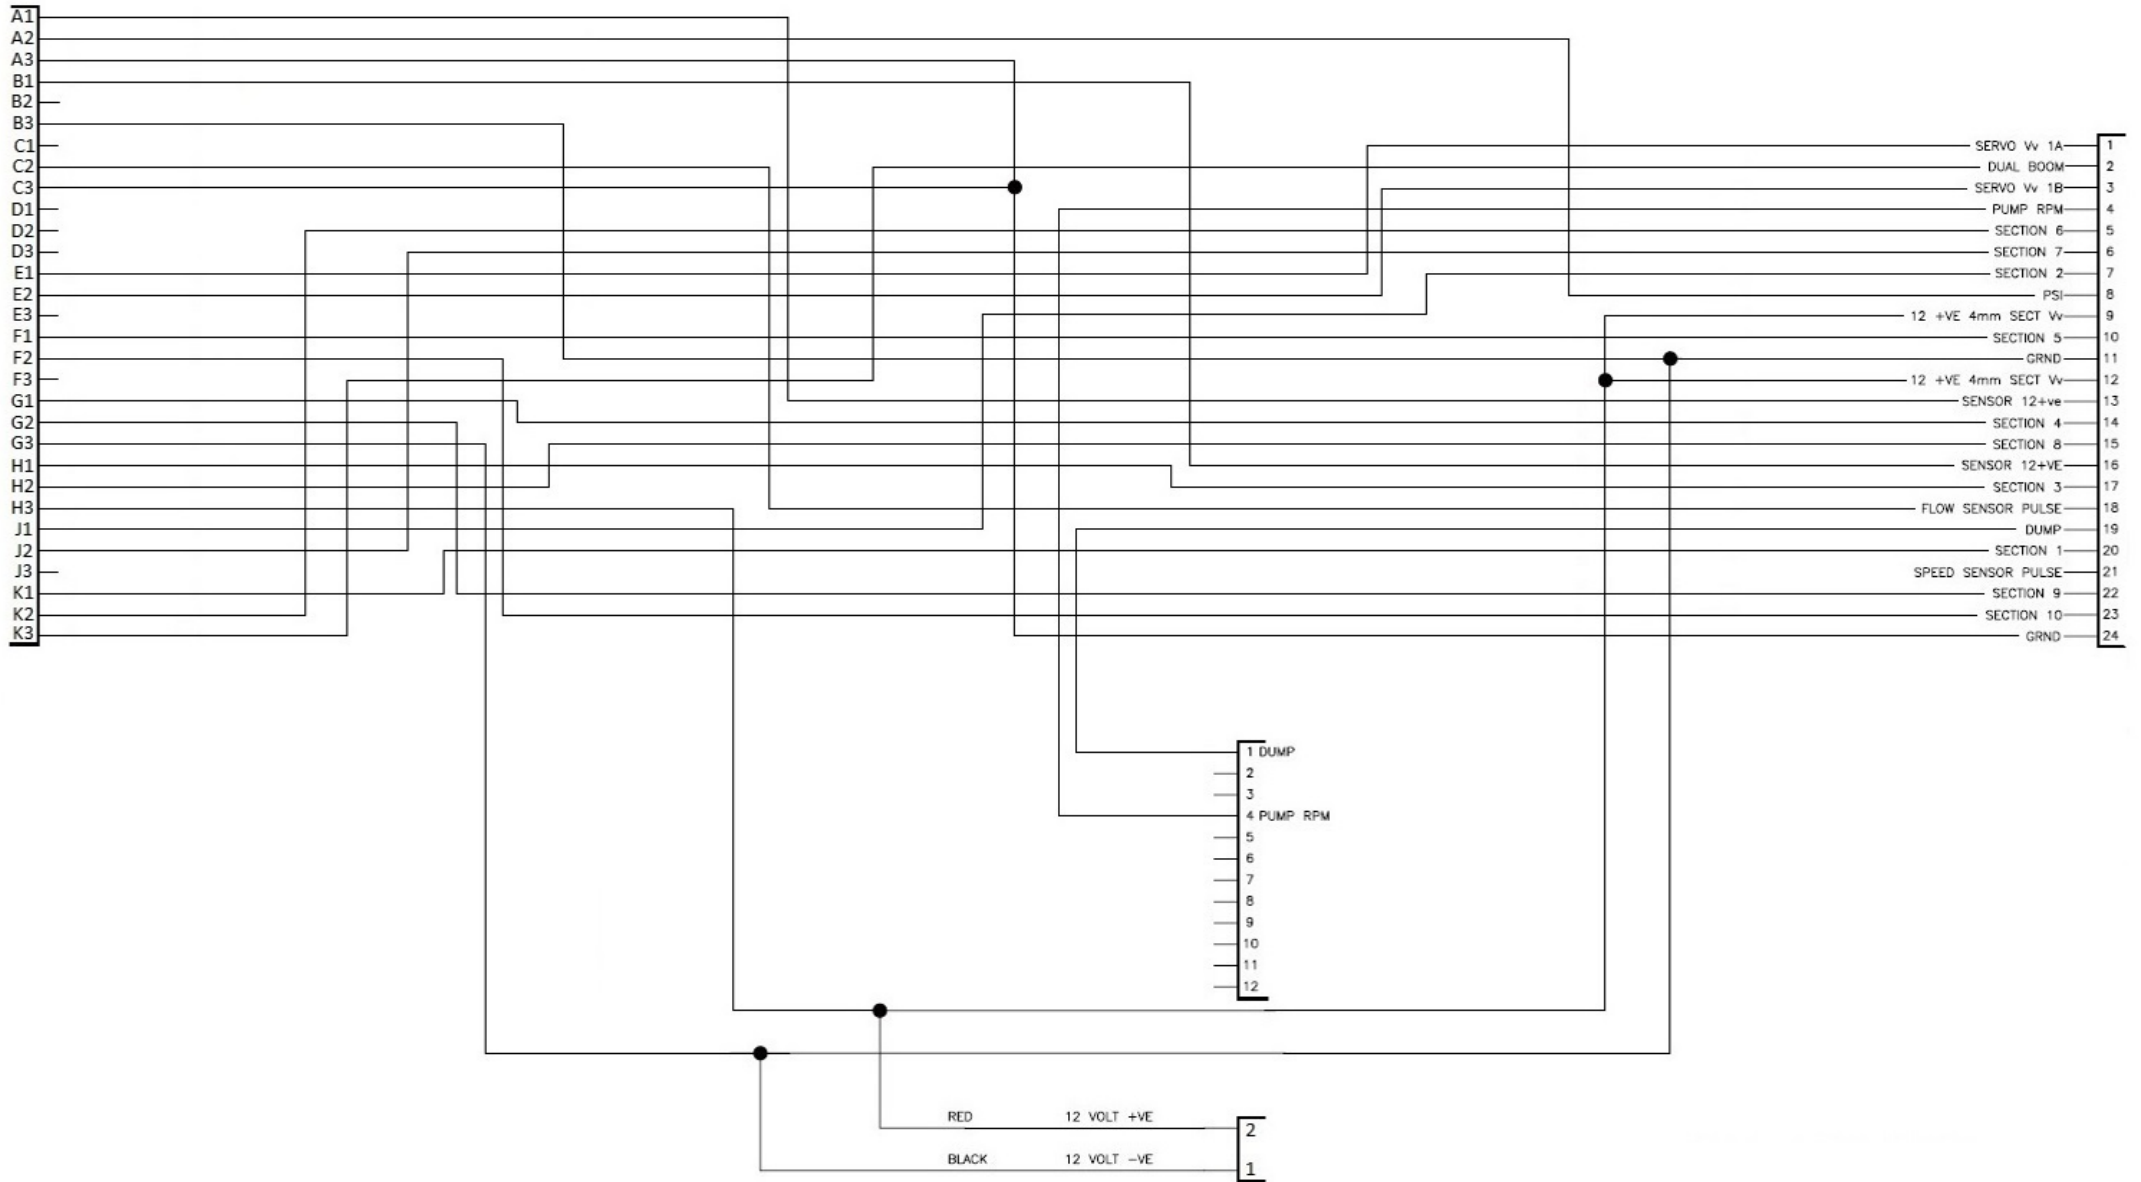 A1
A2
A3
B1
B2
B3
C1
C2
C3
D1
D2
D3
E1
E2
E3
F1
F2
F3
G1
G2
G3
H1
H2
H3
J1
J2
J3
K1
K2
K3
SERVO Vv 1A 1
DUAL BOOM 2
SERVO Vv 1B 3
PUMP RPM 4
SECTION 6 5
SECTION 7 6
SECTION 2 7
PSI 8
12 +VE 4mm SECT Vv 9
SECTION 5 10
GRND 11
12 +VE 4mm SECT Vv 12
SENSOR 12+ve 13
SECTION 4 14
SECTION 8 15
SENSOR 12+VE 16
SECTION 3 17
FLOW SENSOR PULSE 18
DUMP 19
SECTION 1 20
SPEED SENSOR PULSE 21
SECTION 9 22
SECTION 10 23
GRND 24
1 DUMP
2
3
4 PUMP RPM
5
6
7
8
9
10
11
12
RED 12 VOLT +VE 2
BLACK 12 VOLT -VE 1